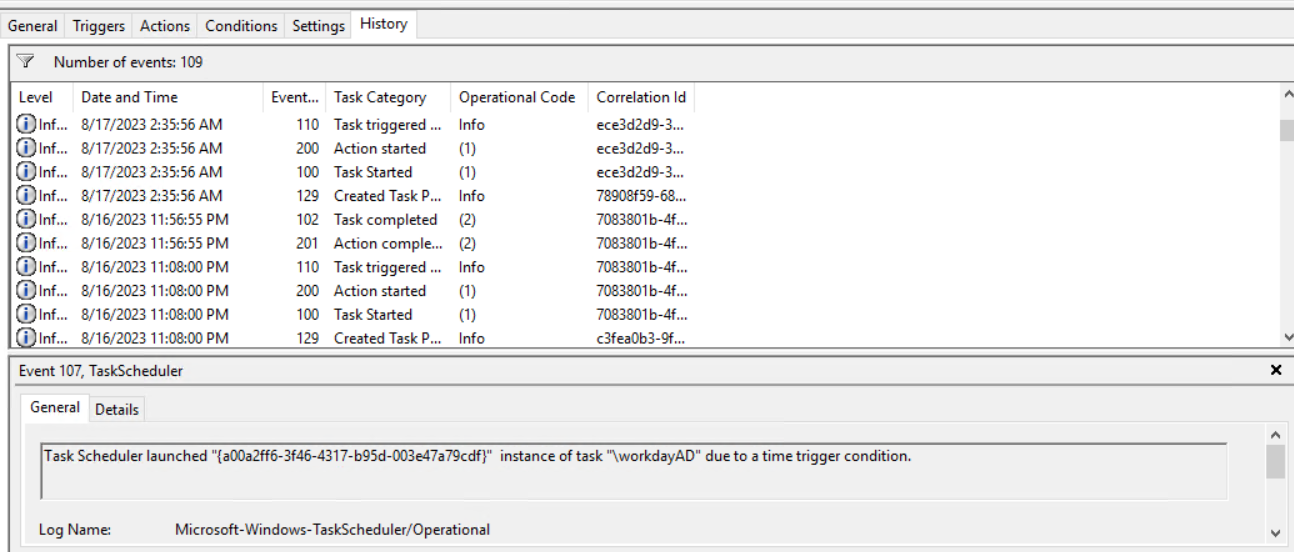 General Triggers Actions Conditions Settings History
Number of events: 109
Level Date and Time Event... Task Category Operational Code Correlation Id
Inf... 8/17/2023 2:35:56 AM 110 Task triggered ... Info ece3d2d9-3...
Inf... 8/17/2023 2:35:56 AM 200 Action started (1) ece3d2d9-3...
Inf... 8/17/2023 2:35:56 AM 100 Task Started (1) ece3d2d9-3...
Inf... 8/17/2023 2:35:56 AM 129 Created Task P... Info 78908f59-68...
Inf... 8/16/2023 11:56:55 PM 102 Task completed (2) 7083801b-4f...
Inf... 8/16/2023 11:56:55 PM 201 Action comple... (2) 7083801b-4f...
Inf... 8/16/2023 11:08:00 PM 110 Task triggered ... Info 7083801b-4f...
Inf... 8/16/2023 11:08:00 PM 200 Action started (1) 7083801b-4f...
Inf... 8/16/2023 11:08:00 PM 100 Task Started (1) 7083801b-4f...
Inf... 8/16/2023 11:08:00 PM 129 Created Task P... Info c3fea0b3-9f...
Event 107, TaskScheduler
General Details
Task Scheduler launched "{a00a2ff6-3f46-4317-b95d-003e47a79cdf}" instance of task "\workdayAD" due to a time trigger condition.
Log Name: Microsoft-Windows-TaskScheduler/Operational